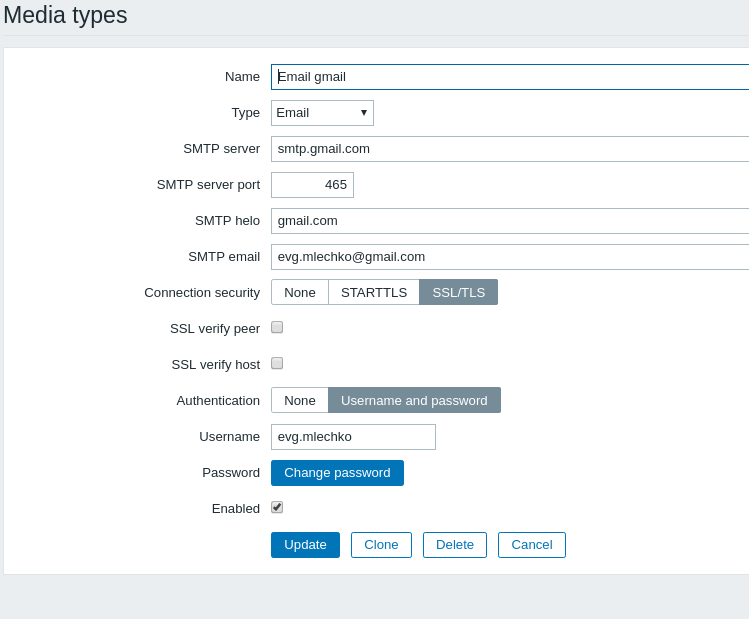 Media types
Name Email gmail
Type Email
SMTP server smtp.gmail.com
SMTP server port 465
SMTP helo gmail.com
SMTP email evg.mlechko@gmail.com
Connection security None STARTTLS SSL/TLS
SSL verify peer
SSL verify host
Authentication None Username and password
Username evg.mlechko
Password Change password
Enabled
Update Clone Delete Cancel